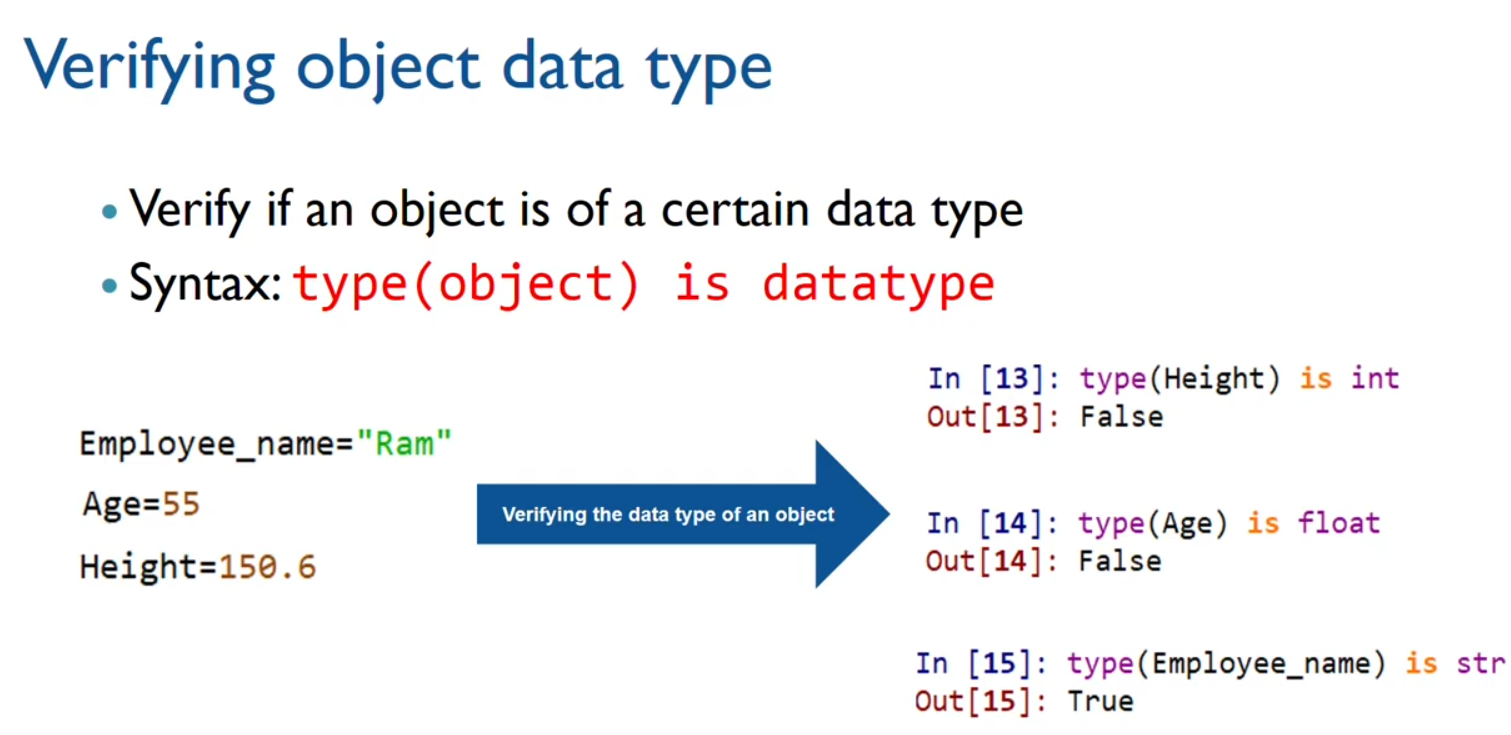 Verifying object data type
• Verify if an object is of a certain data type
• Syntax: type(object) is datatype
Employee_name="Ram"
Age=55
Height=150.6
Verifying the data type of an object
In [13]: type(Height) is int
Out[13]: False
In [14]: type(Age) is float
Out[14]: False
In [15]: type(Employee_name) is str
Out[15]: True